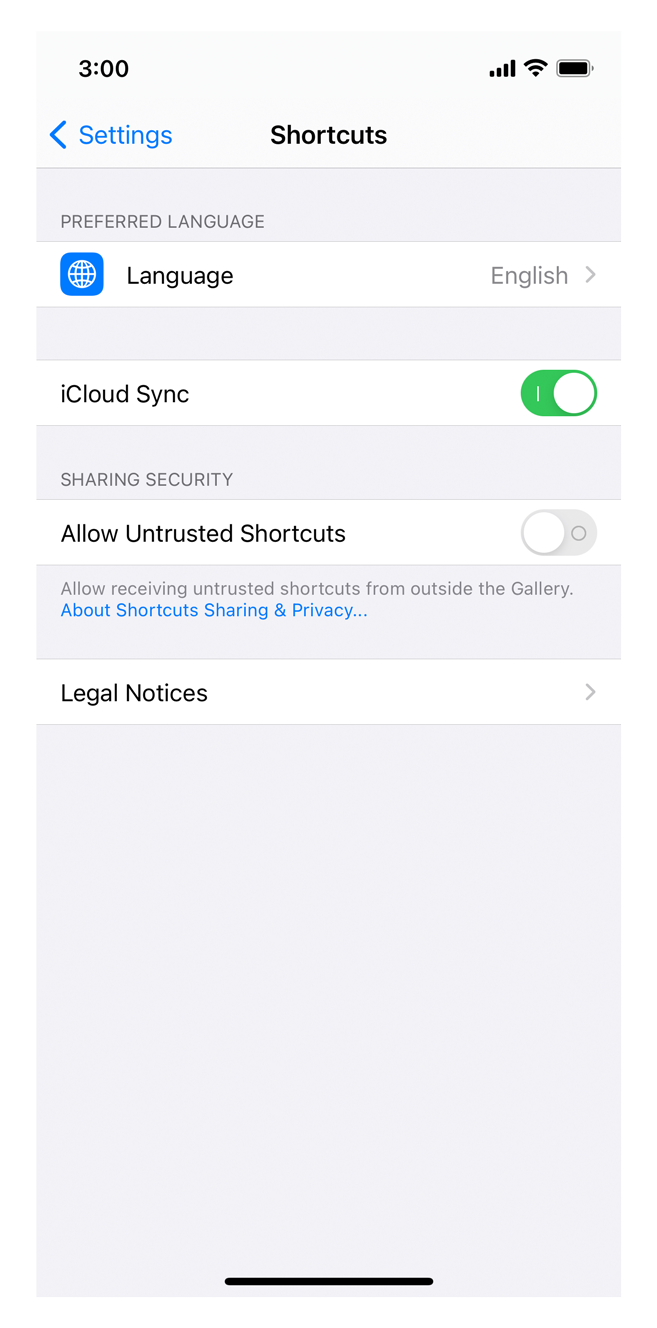 3:00
Settings
Shortcuts
PREFERRED LANGUAGE
Language
English
iCloud Sync
SHARING SECURITY
Allow Untrusted Shortcuts
Allow receiving untrusted shortcuts from outside the Gallery.
About Shortcuts Sharing & Privacy...
Legal Notices